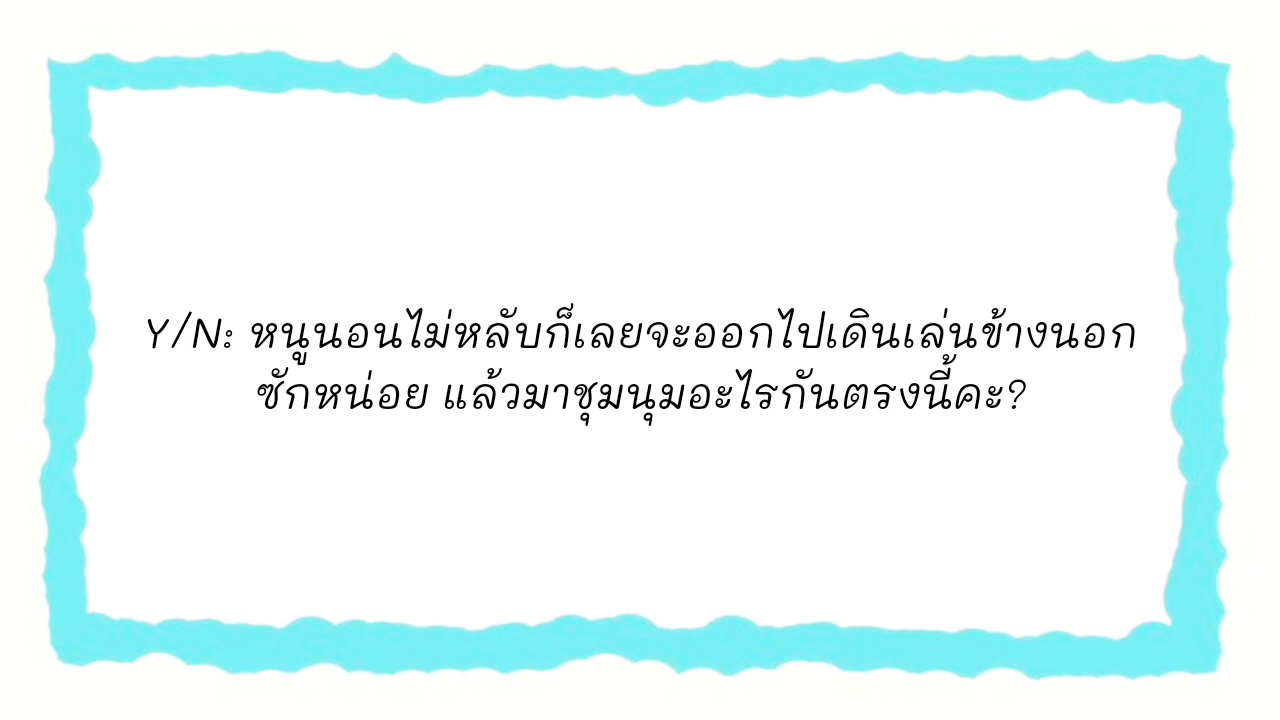 Y/N: หนูนอนไม่หลับก็เลยจะออกไปเดินเล่นข้างนอก
ซักหน่อย แล้วมาชุมนุมอะไรกันตรงนี้คะ?